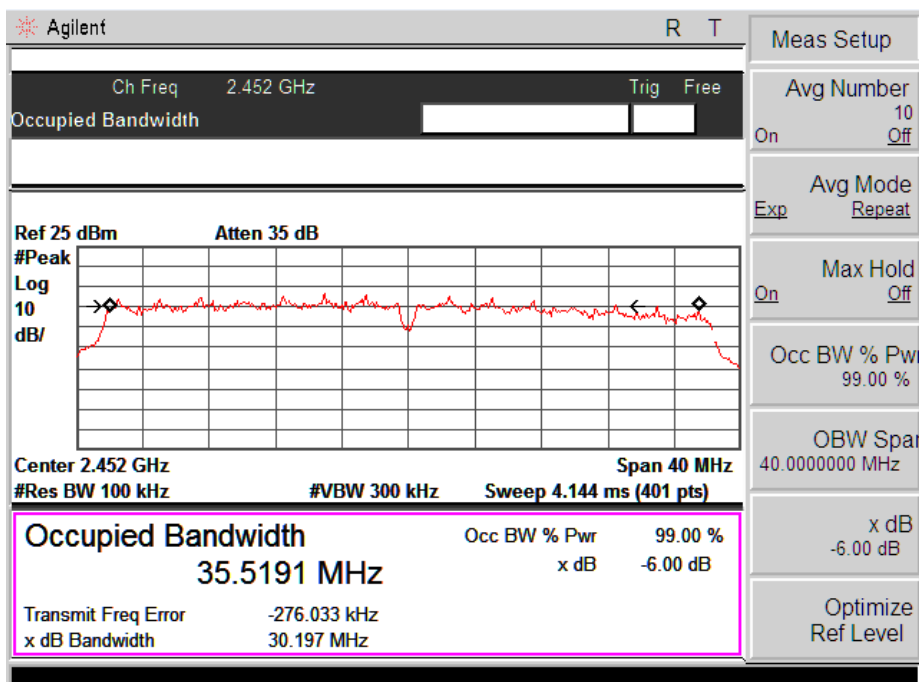 Agilent R T
Ch Freq 2.452 GHz Trig Free
Occupied Bandwidth
Ref 25 dBm Atten 35 dB
#Peak
Log
10
dB/
Center 2.452 GHz Span 40 MHz
#Res BW 100 kHz #VBW 300 kHz Sweep 4.144 ms (401 pts)
Occupied Bandwidth Occ BW % Pwr 99.00 %
35.5191 MHz x dB -6.00 dB
Transmit Freq Error -276.033 kHz
x dB Bandwidth 30.197 MHz
Meas Setup
Avg Number
10
On Off
Avg Mode
Exp Repeat
Max Hold
On Off
Occ BW % Pwr
99.00 %
OBW Spar
40.0000000 MHz
x dB
-6.00 dB
Optimize
Ref Level